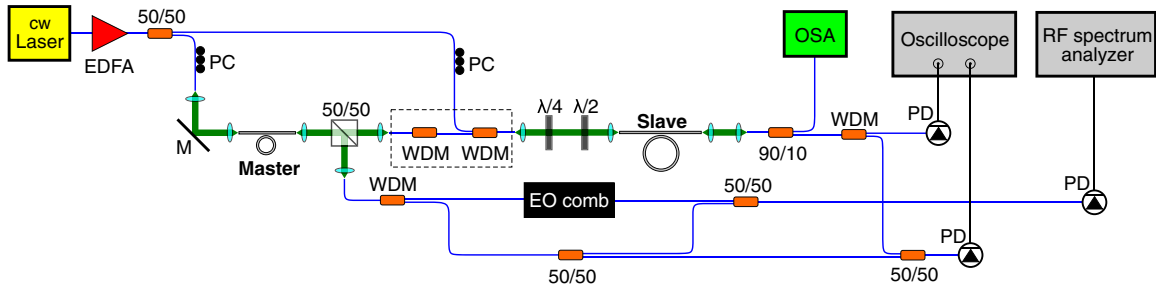 cw
Laser
EDFA
50/50
PC
PC
OSA
Oscilloscope
RF spectrum
analyzer
M
Master
50/50
WDM
WDM
λ/4
λ/2
Slave
90/10
WDM
PD
WDM
EO comb
50/50
PD
50/50
PD
50/50